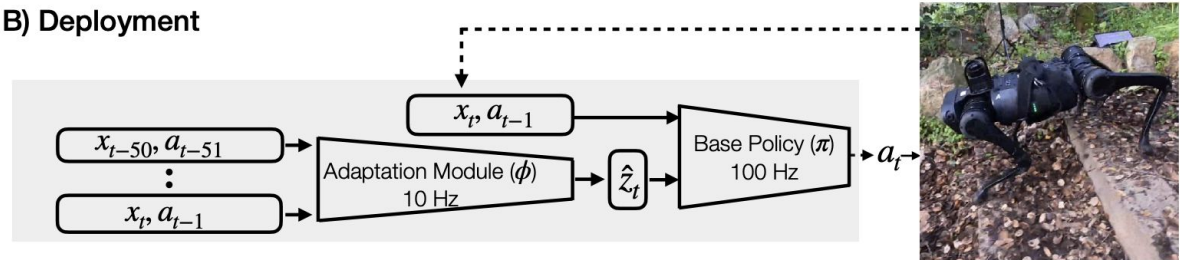 B) Deployment
x_t, a_{t-1}
x_{t-50}, a_{t-51}
⋮
x_t, a_{t-1}
Adaptation Module (ϕ)
10 Hz
ẑ_t
Base Policy (π)
100 Hz
a_t